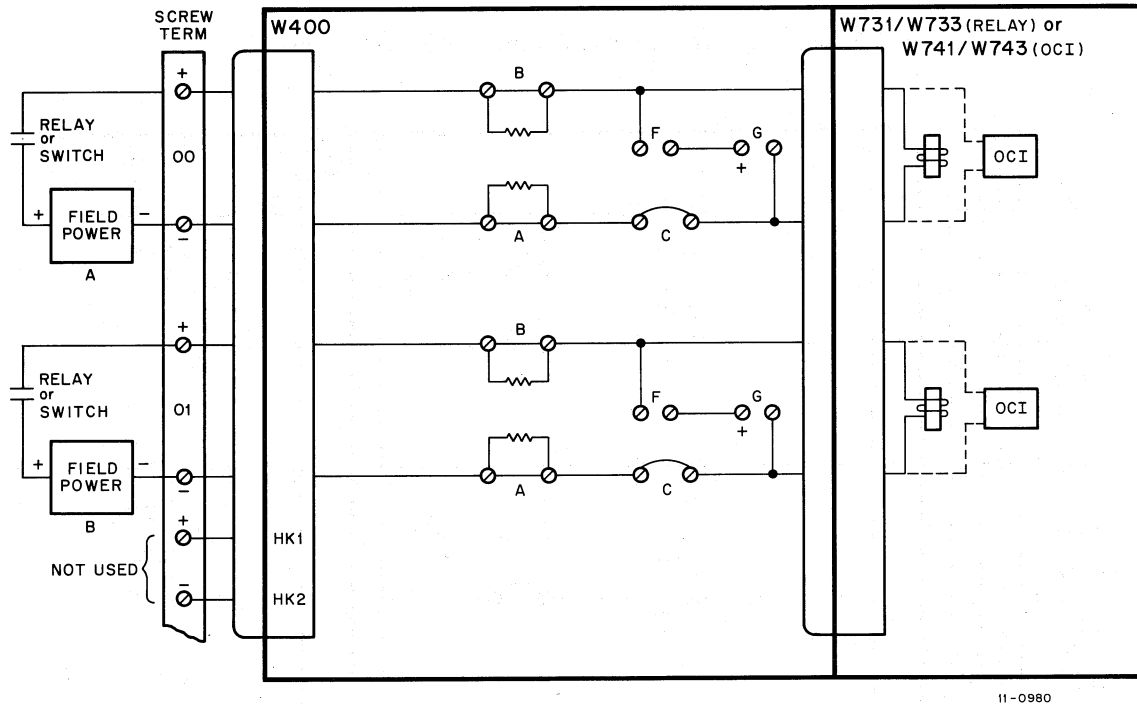 SCREW
TERM
W400
W731/W733 (RELAY) or
W741/W743 (OCI)
+
RELAY
or
SWITCH
00
B
F
G
+
OCI
+
FIELD
POWER
−
−
A
A
C
+
RELAY
or
SWITCH
01
B
F
G
+
OCI
+
FIELD
POWER
−
−
B
A
C
+
HK1
NOT USED
−
HK2
11-0980